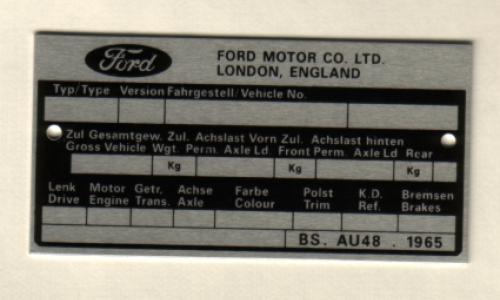 Ford
FORD MOTOR CO. LTD.
LONDON, ENGLAND
Typ/Type Version Fahrgestell/Vehicle No.
Zul Gesamtgew. Zul. Achslast Vorn Zul. Achslast hinten
Gross Vehicle Wgt. Perm. Axle Ld. Front Perm. Axle Ld Rear
Kg Kg Kg
Lenk Motor Getr, Achse Farbe Polst K.D. Bremsen
Drive Engine Trans. Axle Colour Trim Ref. Brakes
BS. AU48 . 1965